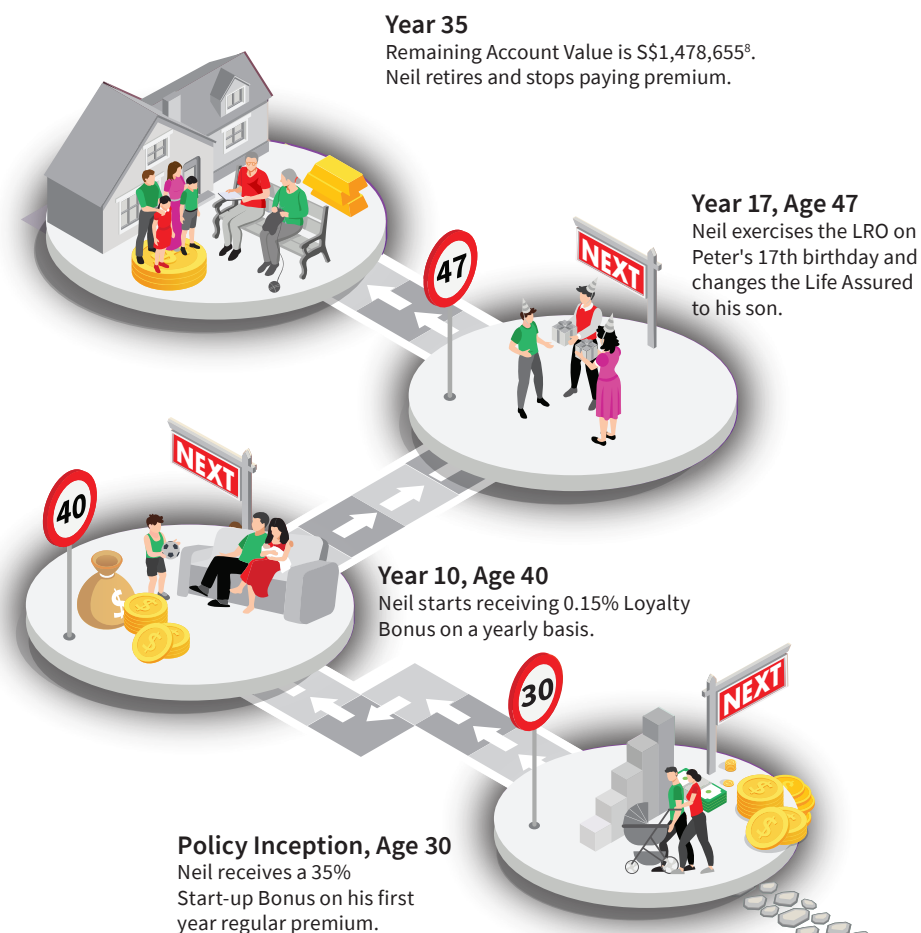 Year 35
Remaining Account Value is S$1,478,655⁸.
Neil retires and stops paying premium.
Year 17, Age 47
Neil exercises the LRO on
Peter's 17th birthday and
changes the Life Assured
to his son.
NEXT
47
NEXT
40
Year 10, Age 40
Neil starts receiving 0.15% Loyalty
Bonus on a yearly basis.
$
$
$
$
30
NEXT
$
$
$
Policy Inception, Age 30
Neil receives a 35%
Start-up Bonus on his first
year regular premium.